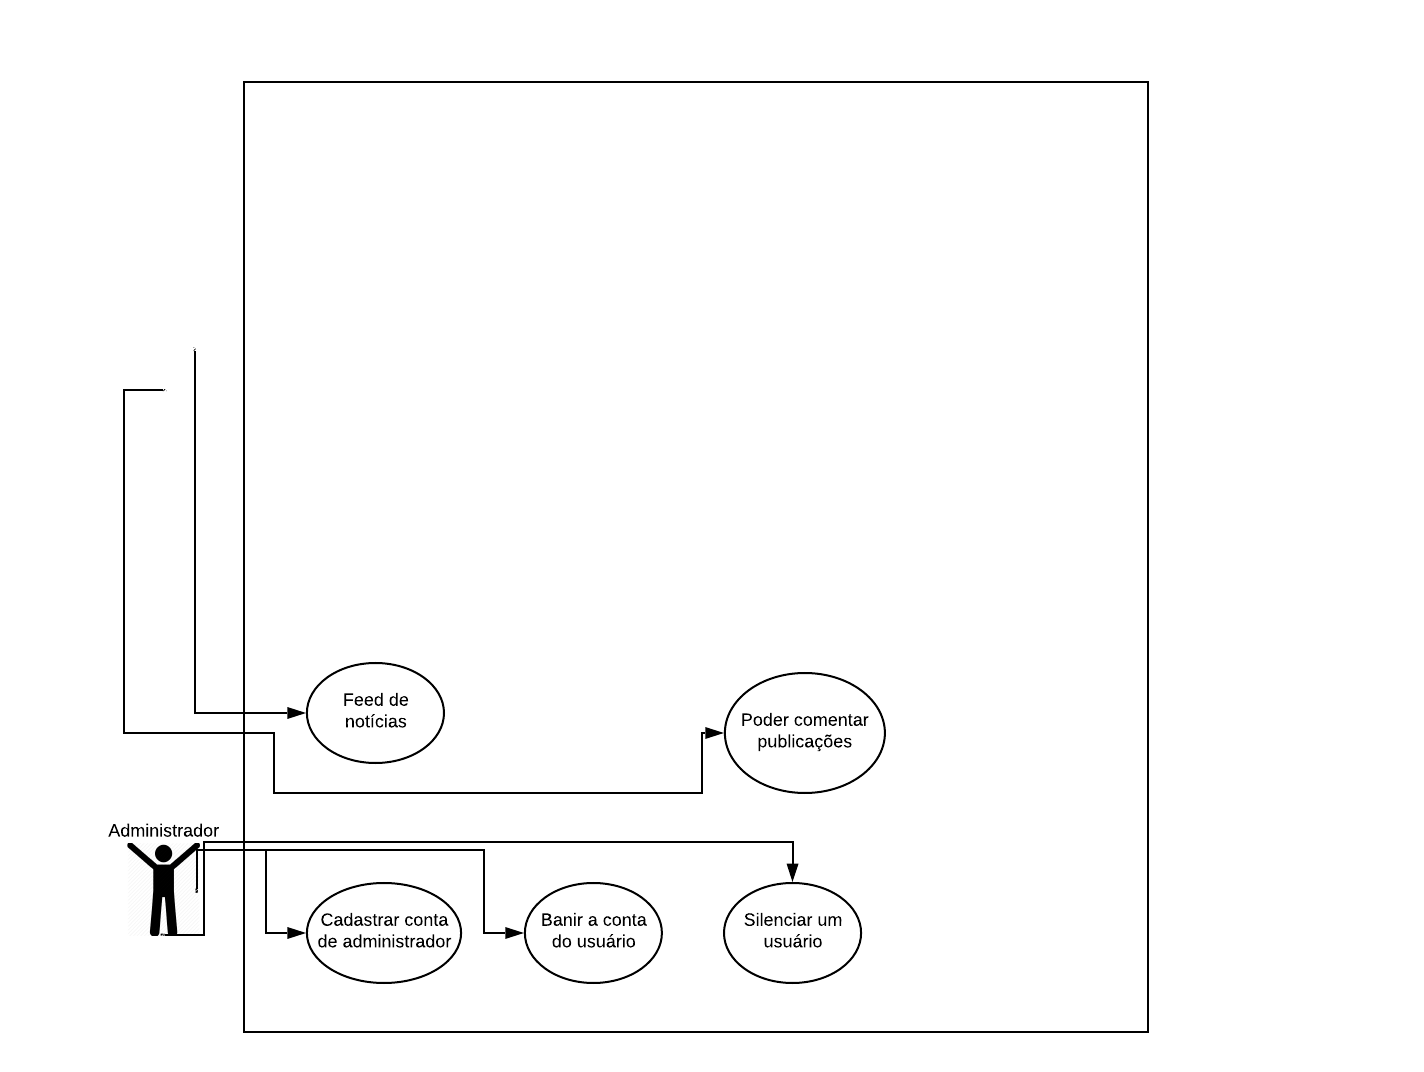 Feed de
notícias
Poder comentar
publicações
Administrador
Cadastrar conta
de administrador
Banir a conta
do usuário
Silenciar um
usuário